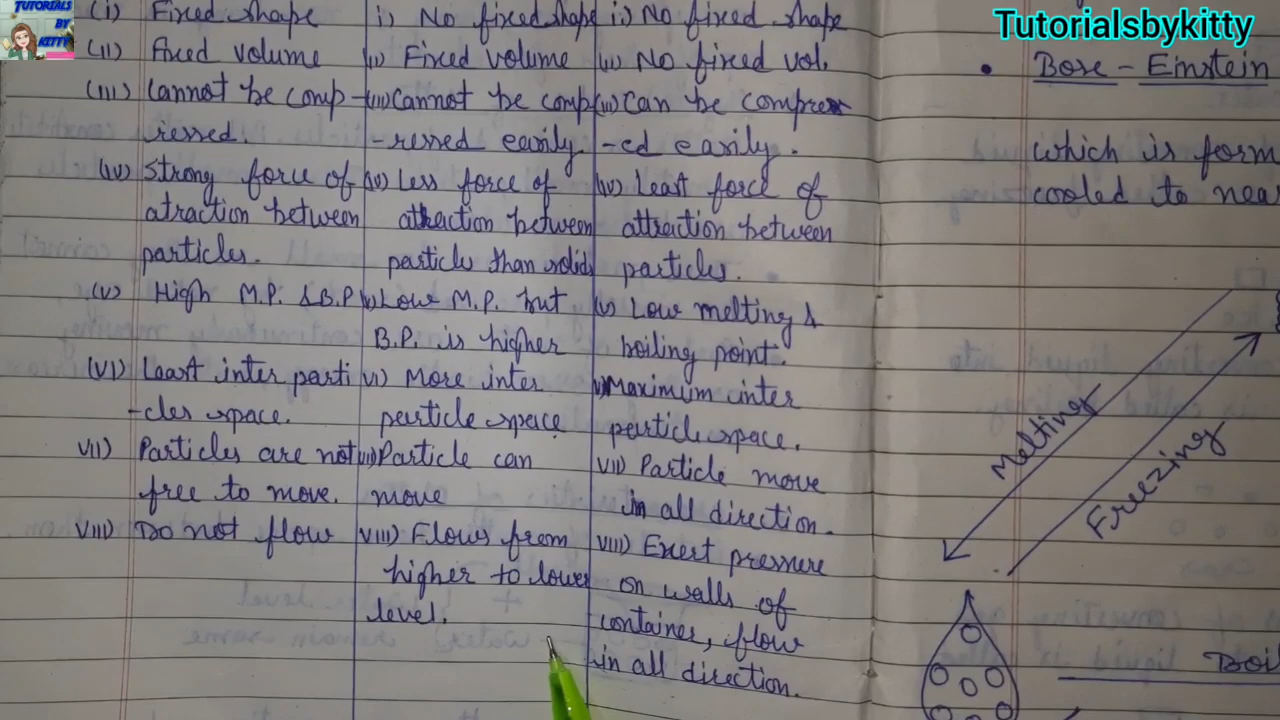 TUTORIALS
BY
KITTY
Tutorialsbykitty
(i) Fixed shape
(ii) Fixed volume
(iii) Cannot be comp-
ressed.
(iv) Strong force of
atraction between
particles.
(v) High M.P. & B.P
(vi) Least inter parti
-cles space.
vii) Particles are not
free to move.
viii) Do not flow
i) No fixed shape
ii) Fixed volume
iii) Cannot be comp
-ressed easily
iv) Less force of
attraction between
particle than solids
v) Low M.P. but
B.P. is higher
vi) More inter
particle space
vii) Particle can
move
viii) Flows from
higher to lower
level.
i) No fixed shape
ii) No fixed vol.
iii) Can be compress
-ed easily.
iv) Least force of
attraction between
particles.
v) Low melting &
boiling point.
vi) Maximum inter
particle space.
vii) Particle move
in all direction.
viii) Exert pressure
on walls of
container, flow
in all direction.
• Bose - Einstein
which is form
cooled to near
Melting
Freezing
Boil